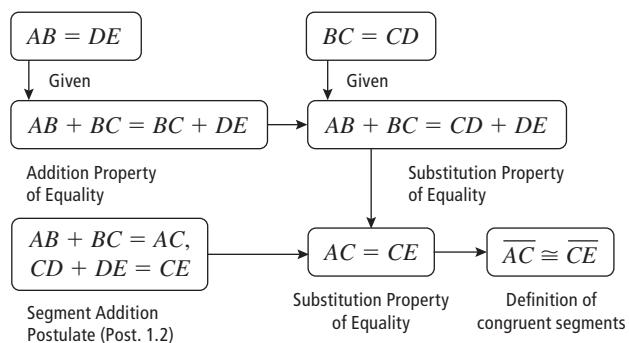 AB = DE
BC = CD
Given
Given
AB + BC = BC + DE
AB + BC = CD + DE
Addition Property
of Equality
Substitution Property
of Equality
AB + BC = AC,
CD + DE = CE
AC = CE
A̅C̅ ≅ C̅E̅
Segment Addition
Postulate (Post. 1.2)
Substitution Property
of Equality
Definition of
congruent segments